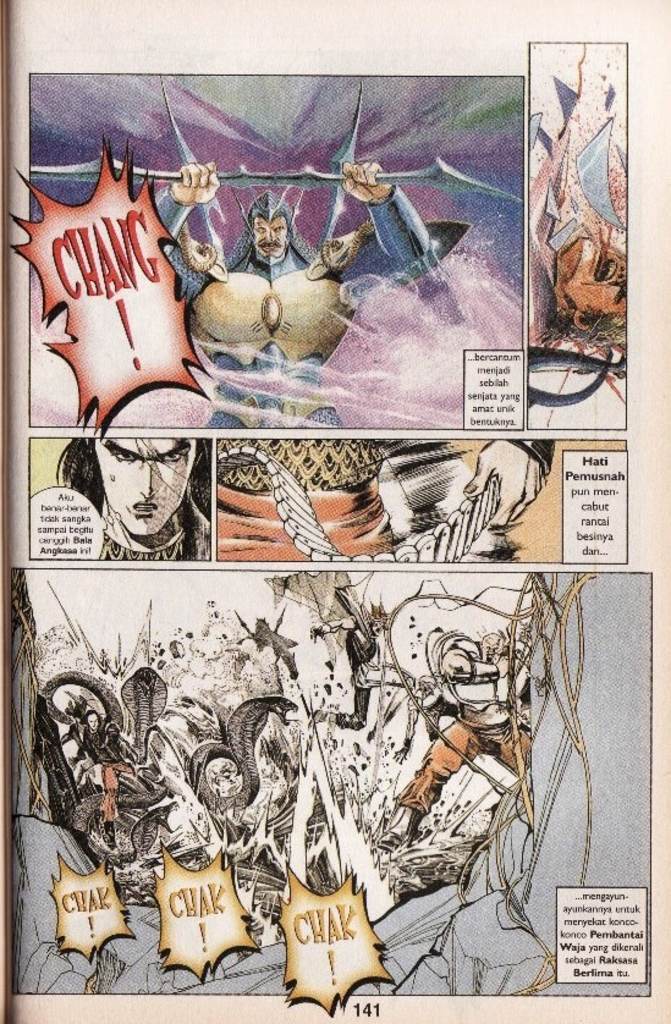 CHANG
!
...bercantum
menjadi
sebilah
senjata yang
amat unik
bentuknya.
Aku
benar-benar
tidak sangka
sampai begitu
canggih Bala
Angkasa ini!
Hati
Pemusnah
pun men-
cabut
rantai
besinya
dan...
CHAK
!
CHAK
!
CHAK
!
...mengayun-
ayunkannya untuk
menyekat konco-
konco Pembantai
Waja yang dikenali
sebagai Raksasa
Berlima itu.
141